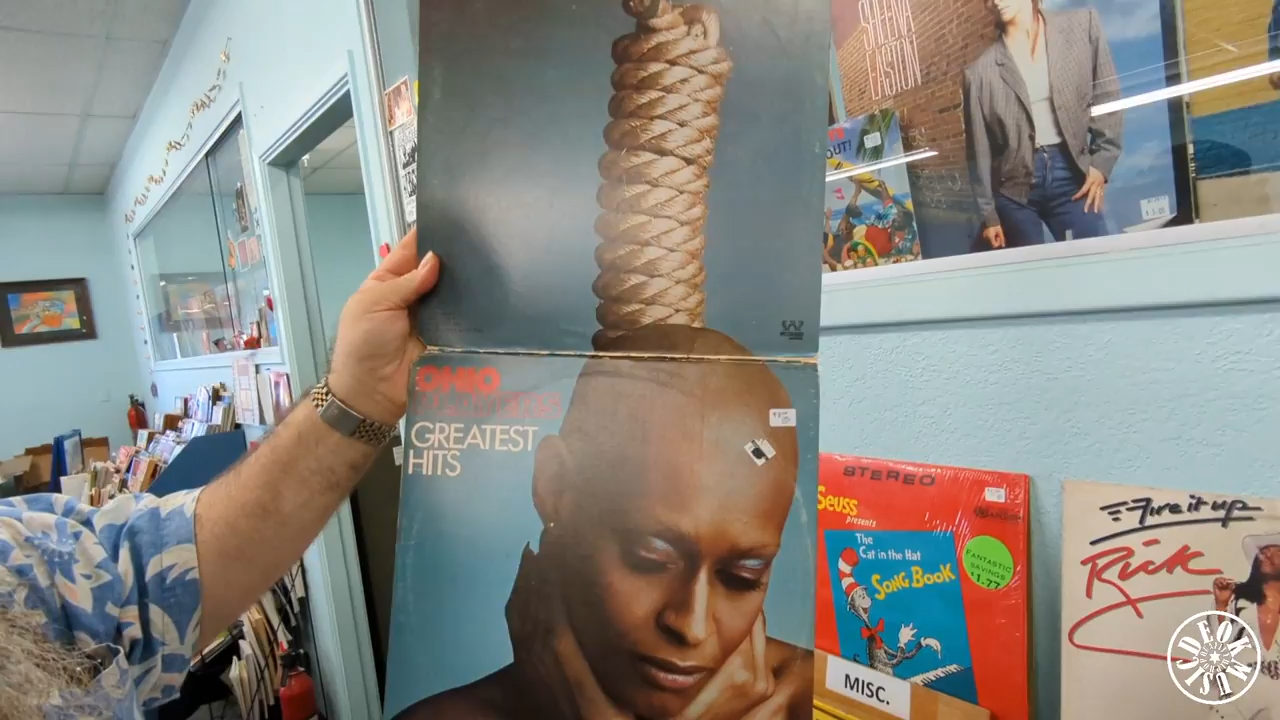 SHEENA
EASTON
OUT!
OHIO
PLAYERS
GREATEST
HITS
STEREO
Seuss
presents
The
Cat in the Hat
SONG BOOK
FANTASTIC
SAVINGS
$1.77
MISC.
Fire it up
Rick